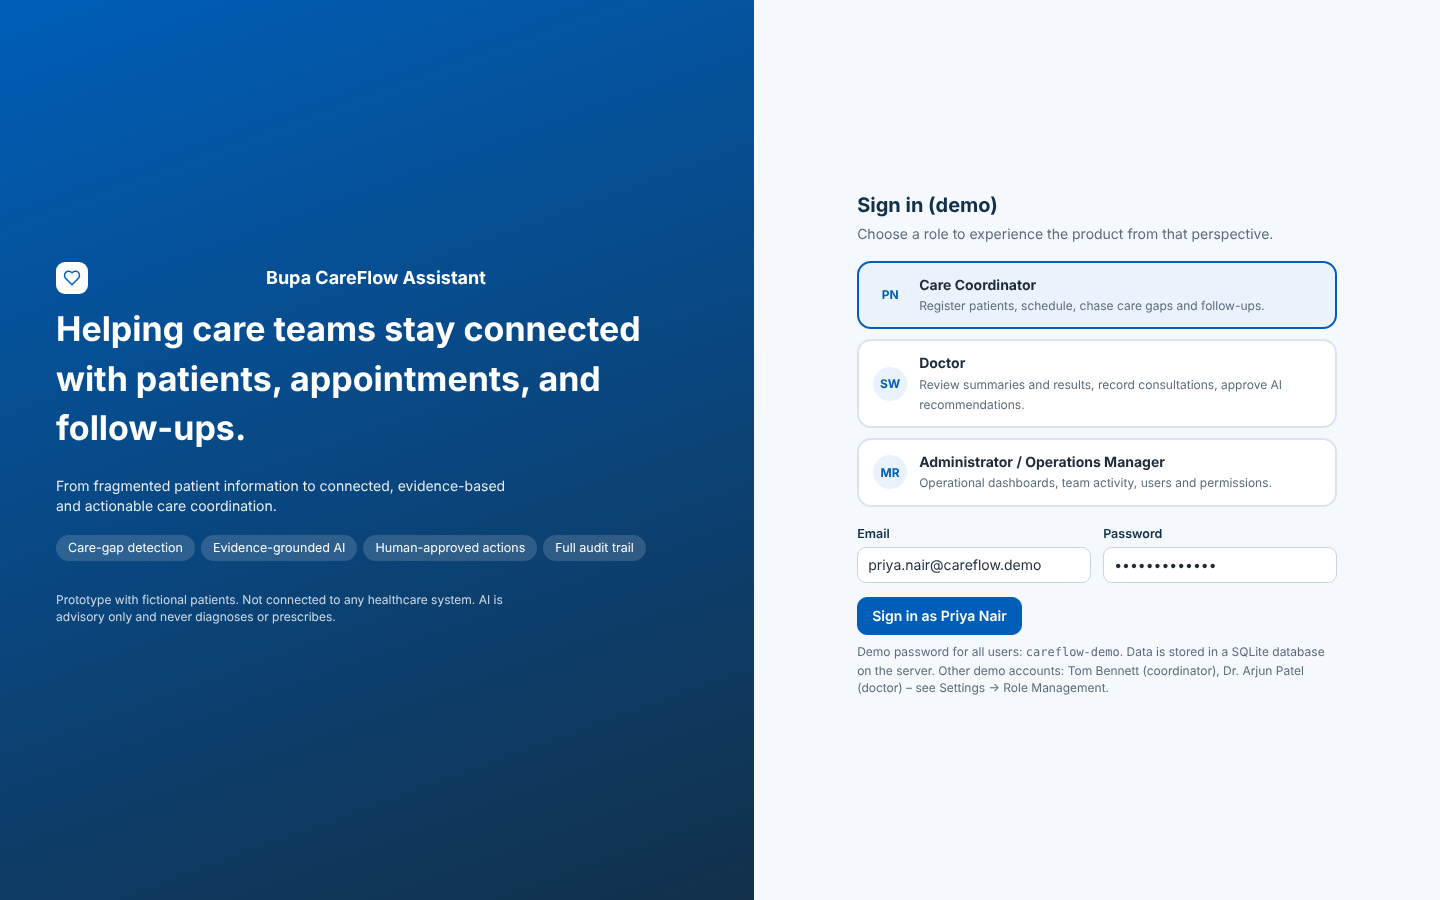 Bupa CareFlow Assistant
Helping care teams stay connected
with patients, appointments, and
follow-ups.
From fragmented patient information to connected, evidence-based
and actionable care coordination.
Care-gap detection
Evidence-grounded AI
Human-approved actions
Full audit trail
Prototype with fictional patients. Not connected to any healthcare system. AI is
advisory only and never diagnoses or prescribes.
Sign in (demo)
Choose a role to experience the product from that perspective.
PN
Care Coordinator
Register patients, schedule, chase care gaps and follow-ups.
SW
Doctor
Review summaries and results, record consultations, approve AI
recommendations.
MR
Administrator / Operations Manager
Operational dashboards, team activity, users and permissions.
Email
Password
priya.nair@careflow.demo
•••••••••••••
Sign in as Priya Nair
Demo password for all users: careflow-demo. Data is stored in a SQLite database
on the server. Other demo accounts: Tom Bennett (coordinator), Dr. Arjun Patel
(doctor) – see Settings → Role Management.